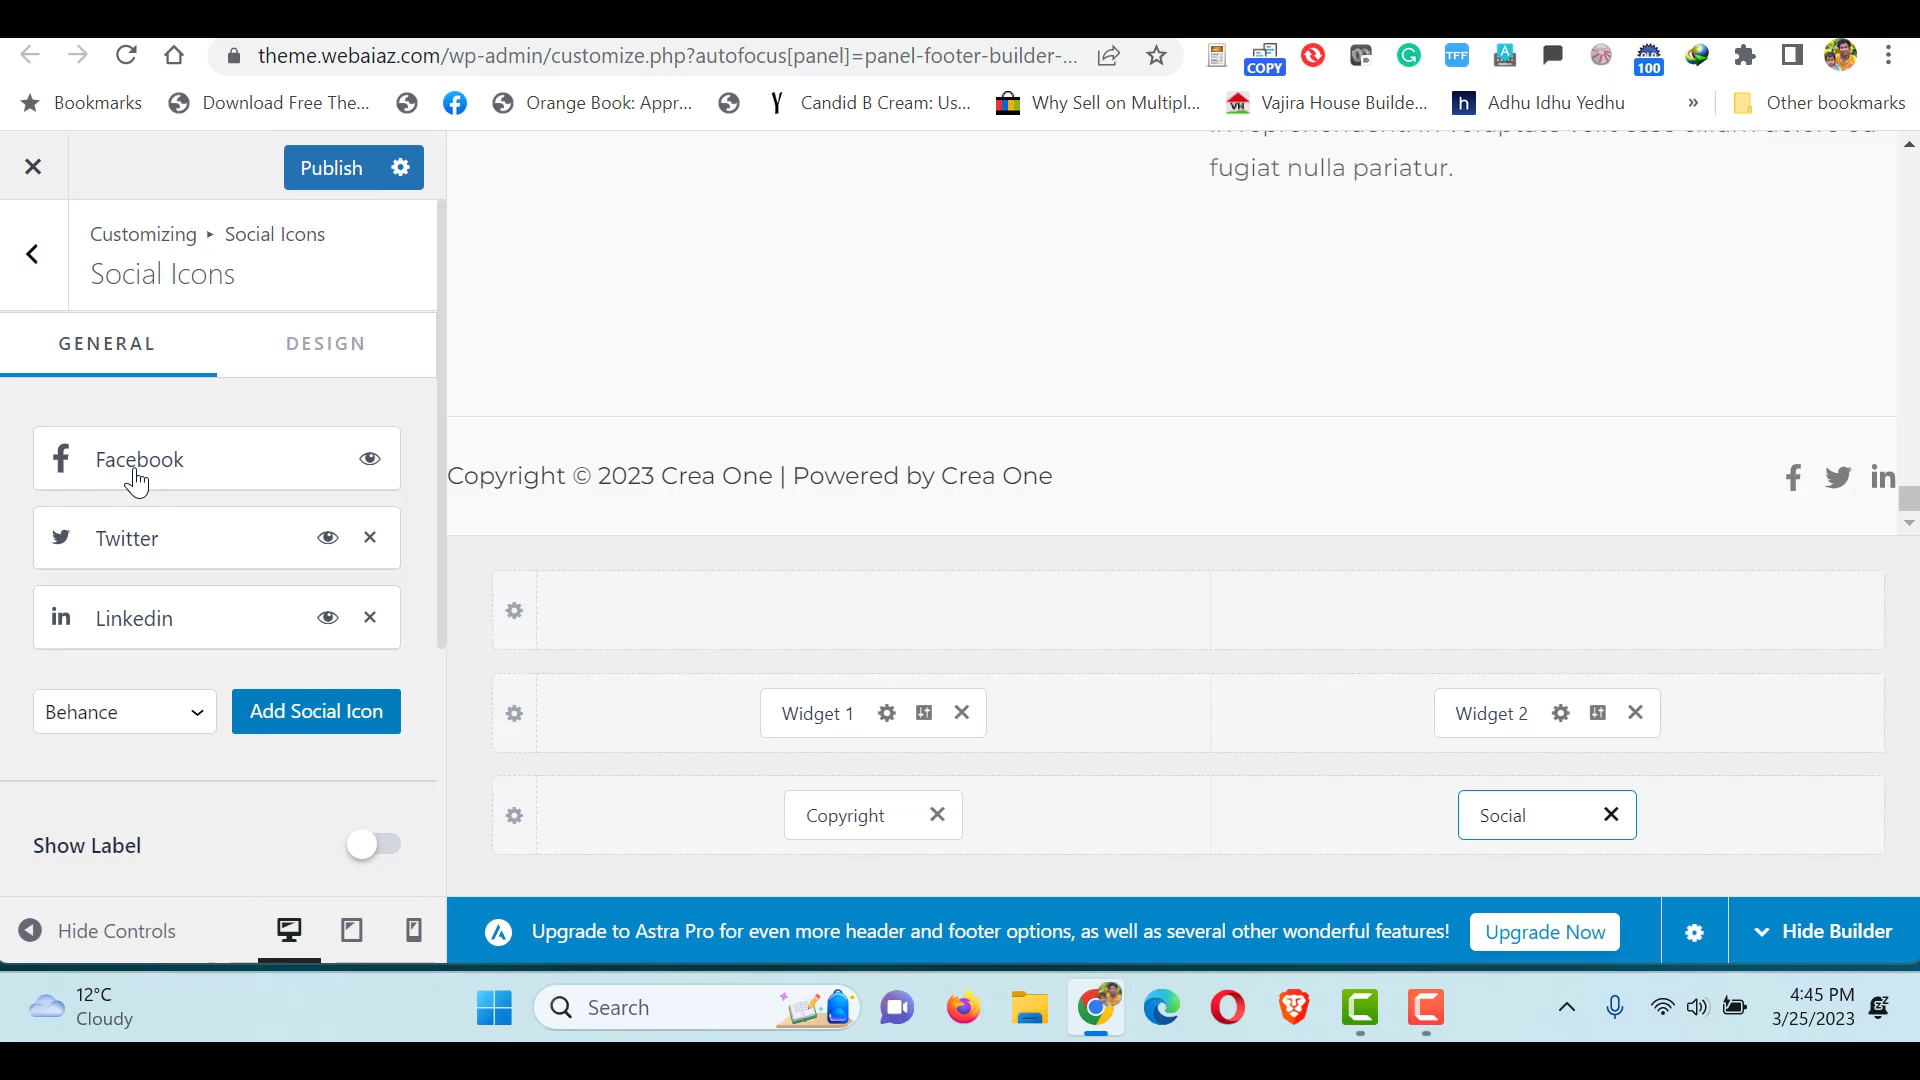 theme.webaiaz.com/wp-admin/customize.php?autofocus[panel]=panel-footer-builder-...
COPY
TFF
100
Bookmarks
Download Free The...
Orange Book: Appr...
Candid B Cream: Us...
Why Sell on Multipl...
Vajira House Builde...
Adhu Idhu Yedhu
»
Other bookmarks
Publish
fugiat nulla pariatur.
Customizing ▸ Social Icons
Social Icons
GENERAL
DESIGN
Facebook
Copyright © 2023 Crea One | Powered by Crea One
Twitter
Linkedin
Behance
Add Social Icon
Widget 1
Widget 2
Copyright
Social
Show Label
Hide Controls
Upgrade to Astra Pro for even more header and footer options, as well as several other wonderful features!
Upgrade Now
Hide Builder
12°C
Cloudy
Search
4:45 PM
3/25/2023